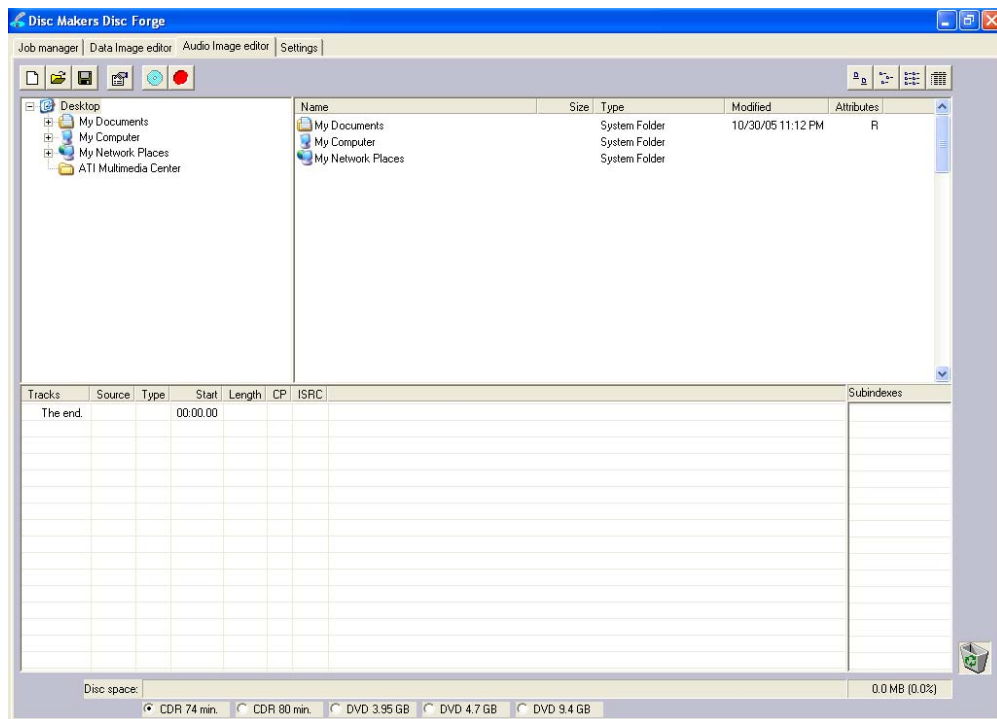 Disc Makers Disc Forge
Job manager Data Image editor Audio Image editor Settings
Desktop
My Documents
My Computer
My Network Places
ATI Multimedia Center
Name Size Type Modified Attributes
My Documents System Folder 10/30/05 11:12 PM R
My Computer System Folder
My Network Places System Folder
Tracks Source Type Start Length CP ISRC Subindexes
The end. 00:00.00
Disc space: 0.0 MB (0.0%)
CDR 74 min. CDR 80 min. DVD 3.95 GB DVD 4.7 GB DVD 9.4 GB